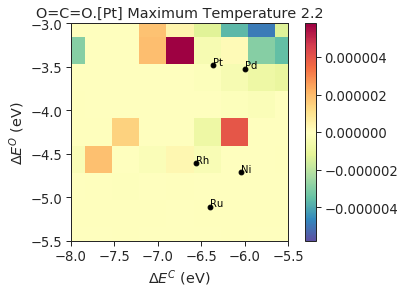 O=C=O.[Pt] Maximum Temperature 2.2
−3.0
−3.5
−4.0
−4.5
−5.0
−5.5
ΔE^O (eV)
Pt
Pd
Rh
Ni
Ru
−8.0 −7.5 −7.0 −6.5 −6.0 −5.5
ΔE^C (eV)
0.000004
0.000002
0.000000
−0.000002
−0.000004